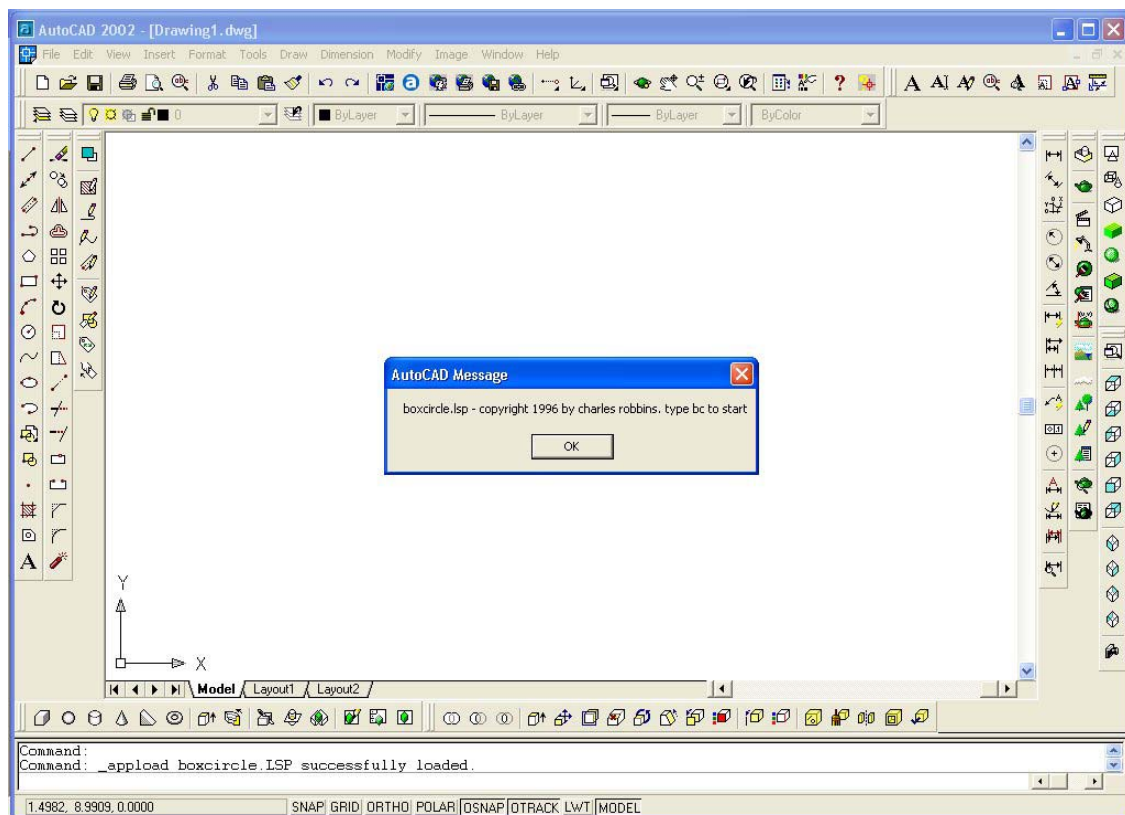 AutoCAD 2002 - [Drawing1.dwg]
File Edit View Insert Format Tools Draw Dimension Modify Image Window Help
A AI
0 ByLayer ByLayer ByLayer ByColor
AutoCAD Message
boxcircle.lsp - copyright 1996 by charles robbins. type bc to start
OK
A
Y
X
Model Layout1 Layout2
Command:
Command: _appload boxcircle.LSP successfully loaded.
1.4982, 8.9909, 0.0000 SNAP GRID ORTHO POLAR OSNAP OTRACK LWT MODEL